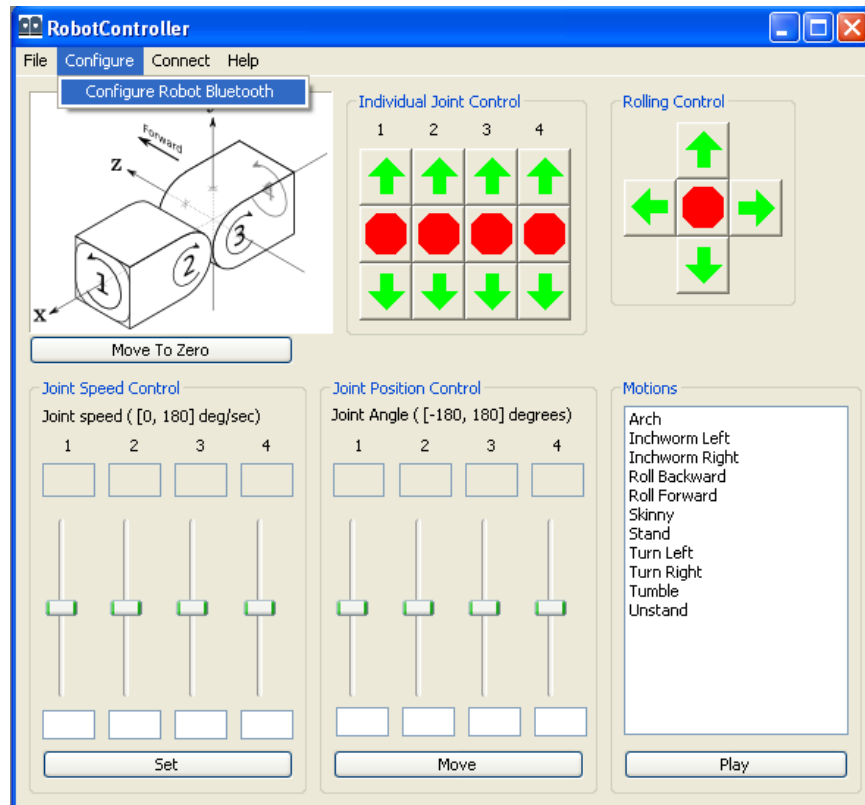 RobotController
File Configure Connect Help
Configure Robot Bluetooth
Forward
Z
X
1
2
3
4
Move To Zero
Individual Joint Control
1 2 3 4
Rolling Control
Joint Speed Control
Joint speed ( [0, 180] deg/sec)
1 2 3 4
Set
Joint Position Control
Joint Angle ( [-180, 180] degrees)
1 2 3 4
Move
Motions
Arch
Inchworm Left
Inchworm Right
Roll Backward
Roll Forward
Skinny
Stand
Turn Left
Turn Right
Tumble
Unstand
Play